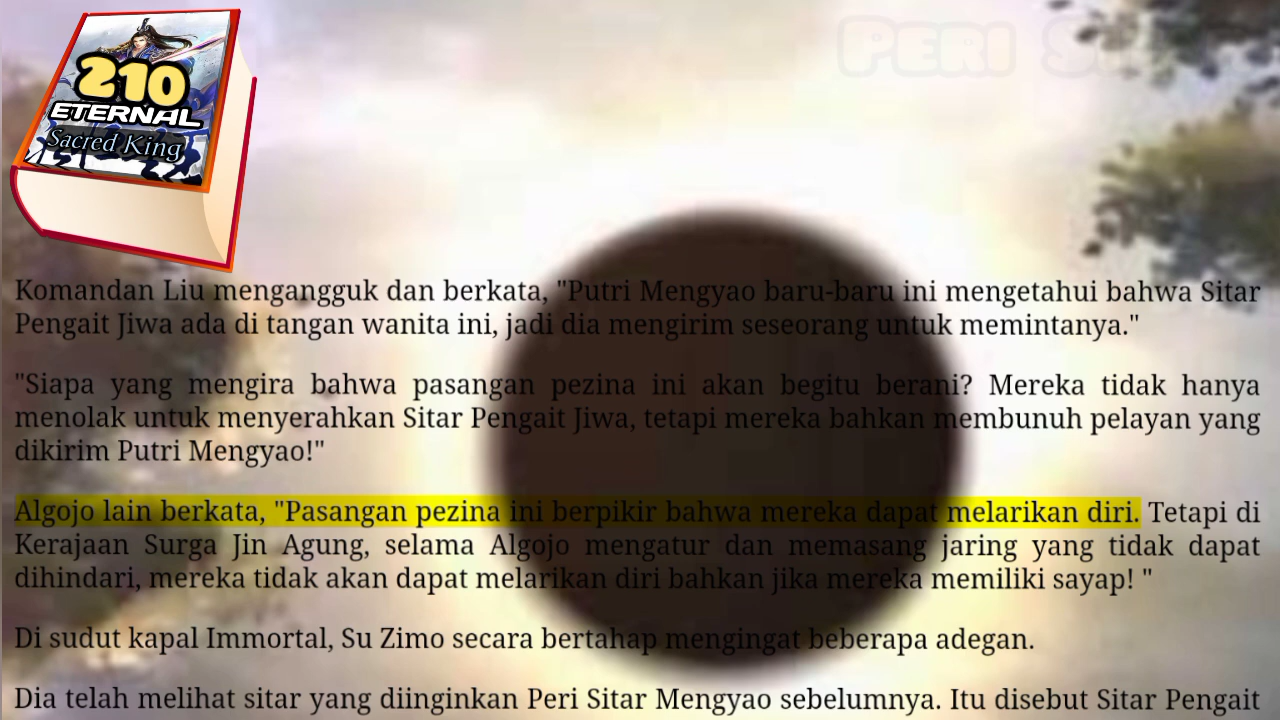 210
ETERNAL
Sacred King
Komandan Liu mengangguk dan berkata, "Putri Mengyao baru-baru ini mengetahui bahwa Sitar
Pengait Jiwa ada di tangan wanita ini, jadi dia mengirim seseorang untuk memintanya."
"Siapa yang mengira bahwa pasangan pezina ini akan begitu berani? Mereka tidak hanya
menolak untuk menyerahkan Sitar Pengait Jiwa, tetapi mereka bahkan membunuh pelayan yang
dikirim Putri Mengyao!"
Algojo lain berkata, "Pasangan pezina ini berpikir bahwa mereka dapat melarikan diri. Tetapi di
Kerajaan Surga Jin Agung, selama Algojo mengatur dan memasang jaring yang tidak dapat
dihindari, mereka tidak akan dapat melarikan diri bahkan jika mereka memiliki sayap! "
Di sudut kapal Immortal, Su Zimo secara bertahap mengingat beberapa adegan.
Dia telah melihat sitar yang diinginkan Peri Sitar Mengyao sebelumnya. Itu disebut Sitar Pengait